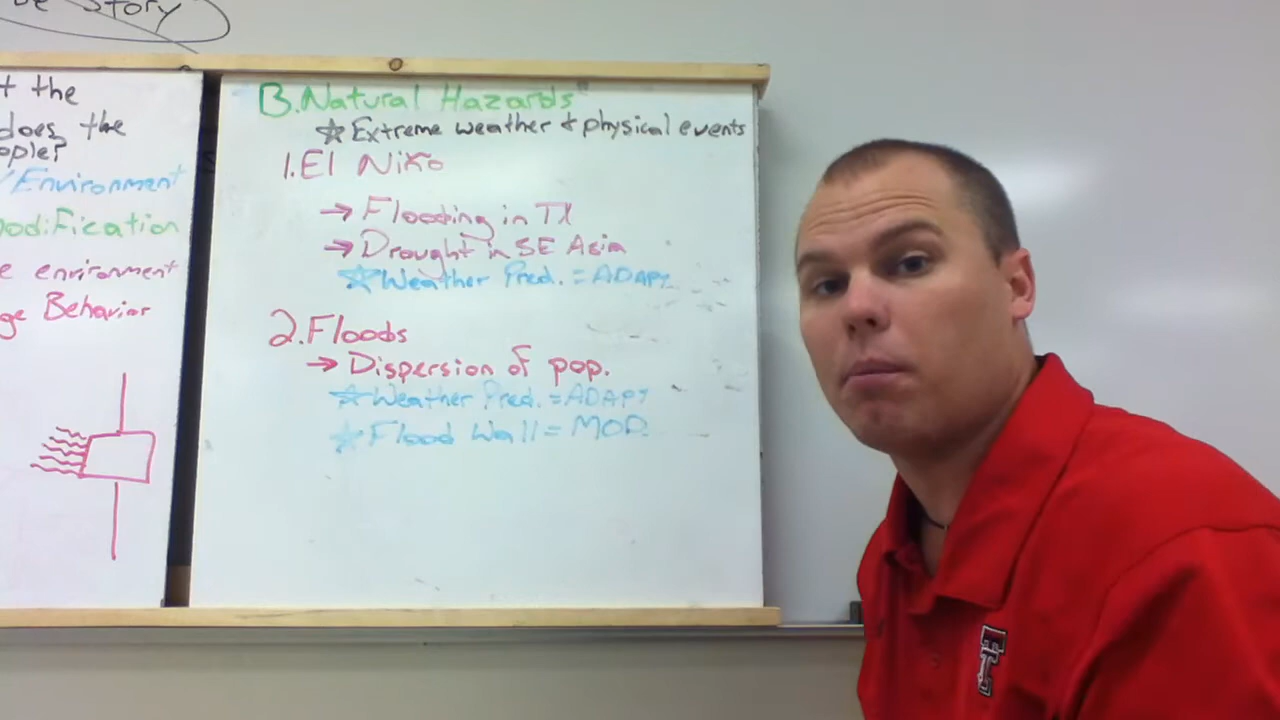 be Story
t the
does the
ople?
/Environment
odification
e environment
ge Behavior
B. Natural Hazards
☆ Extreme weather & physical events
1. El Niño
→ Flooding in TX
→ Drought in SE Asia
☆ Weather Pred. = ADAPT
2. Floods
→ Dispersion of pop.
☆ Weather Pred. = ADAPT
☆ Flood Wall = MOD.
T